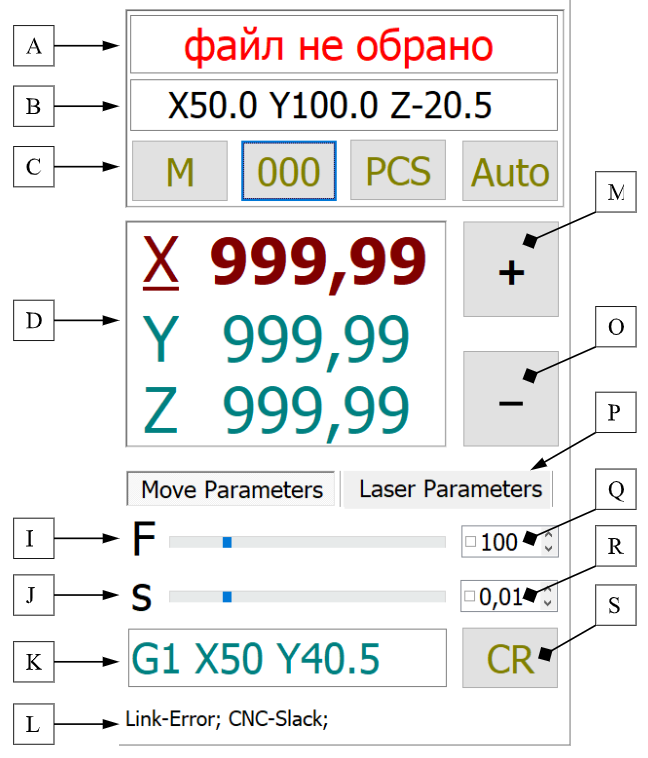 A
файл не обрано
B
X50.0 Y100.0 Z-20.5
C
M 000 PCS Auto
M
X 999,99
+
D
Y 999,99
O
Z 999,99
−
P
Move Parameters Laser Parameters
Q
I
F 100
R
J
s 0,01
S
K
G1 X50 Y40.5 CR
L
Link-Error; CNC-Slack;